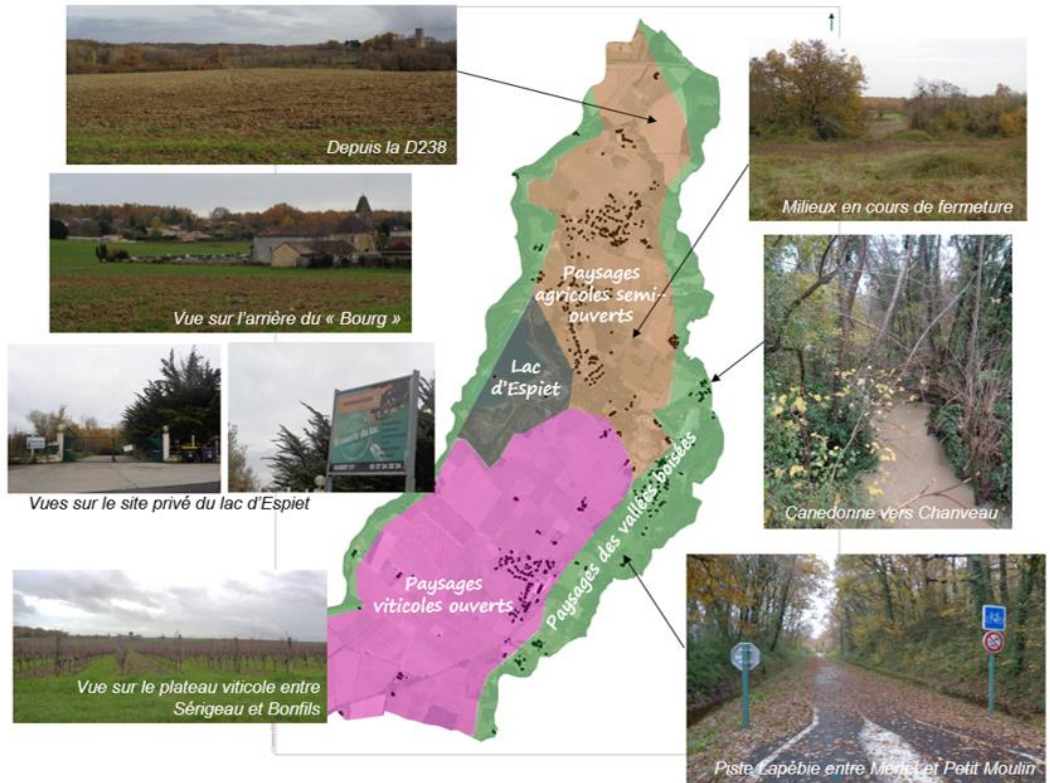 Depuis la D238
Milieux en cours de fermeture
Vue sur l'arrière du « Bourg »
Paysages
agricoles semi-
ouverts
Lac
d'Espiet
Vues sur le site privé du lac d'Espiet
Canedonne vers Chanveau
Paysages des vallées boisées
Paysages
viticoles ouverts
Vue sur le plateau viticole entre
Sérigeau et Bonfils
Piste Lapébie entre Merlet et Petit Moulin